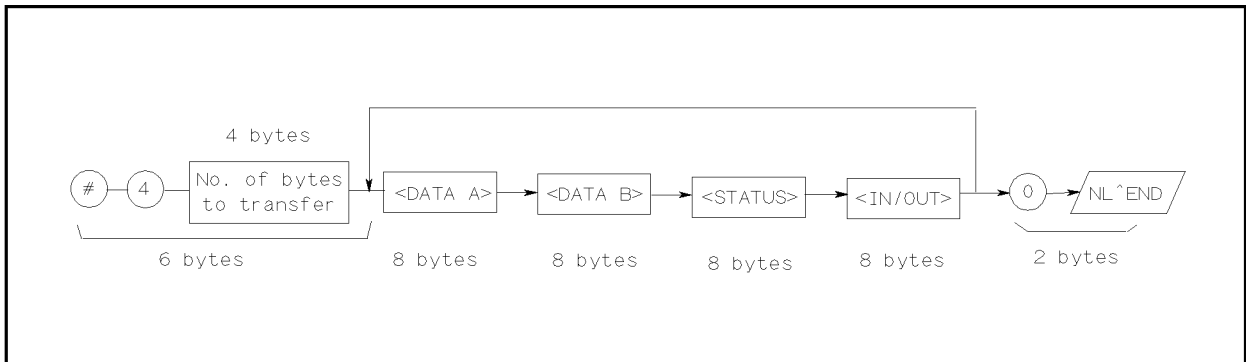 4 bytes
# 4 No. of bytes to transfer <DATA A> <DATA B> <STATUS> <IN/OUT> 0 NL^END
6 bytes 8 bytes 8 bytes 8 bytes 8 bytes 2 bytes